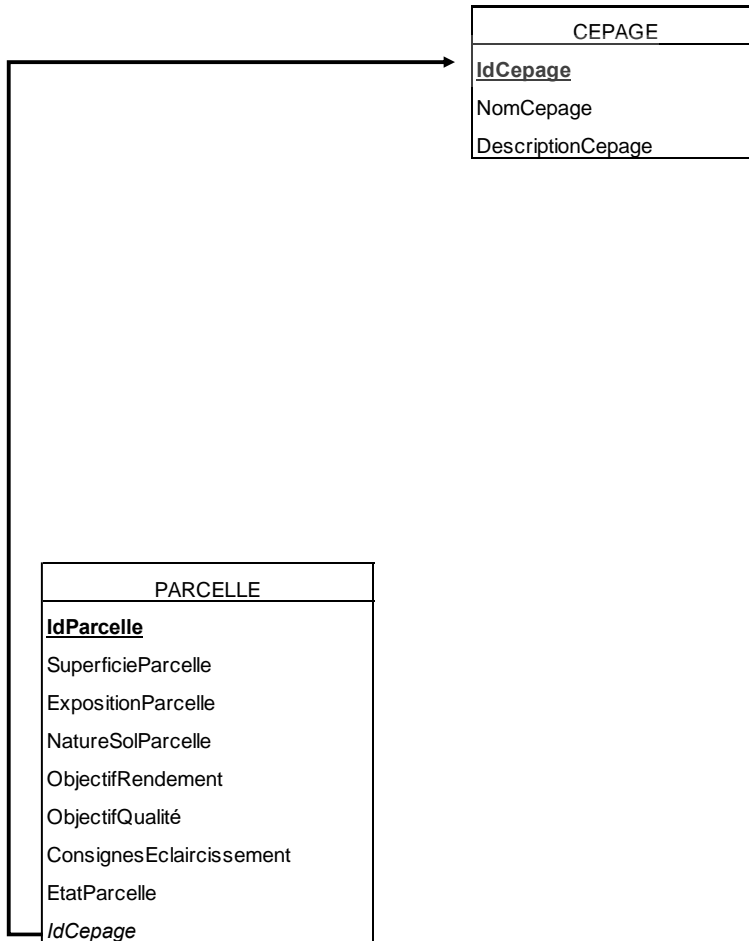 CEPAGE
IdCepage
NomCepage
DescriptionCepage
PARCELLE
IdParcelle
SuperficieParcelle
ExpositionParcelle
NatureSolParcelle
ObjectifRendement
ObjectifQualité
ConsignesEclaircissement
EtatParcelle
IdCepage